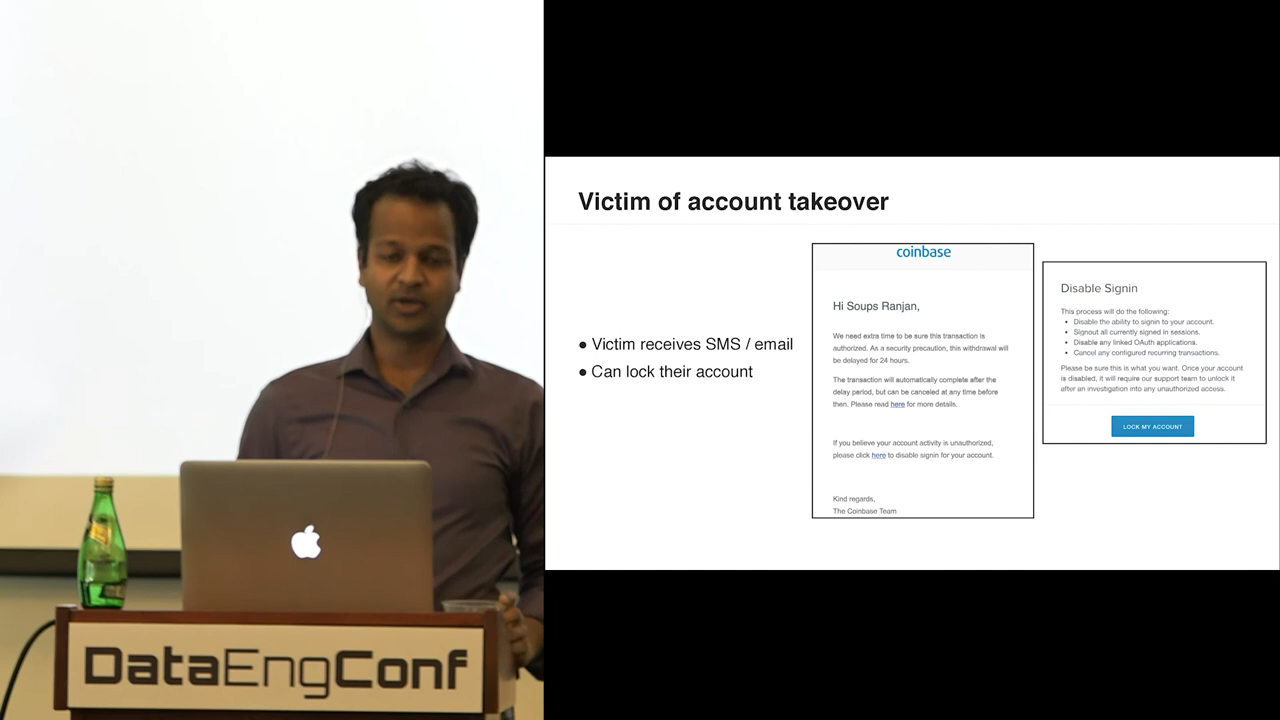 Victim of account takeover
● Victim receives SMS / email
● Can lock their account
coinbase
Hi Soups Ranjan,
We need extra time to be sure this transaction is
authorized. As a security precaution, this withdrawal will
be delayed for 24 hours.
The transaction will automatically complete after the
delay period, but can be canceled at any time before
then. Please read here for more details.
If you believe your account activity is unauthorized,
please click here to disable signin for your account.
Kind regards,
The Coinbase Team
Disable Signin
This process will do the following:
• Disable the ability to signin to your account.
• Signout all currently signed in sessions.
• Disable any linked OAuth applications.
• Cancel any configured recurring transactions.
Please be sure this is what you want. Once your account
is disabled, it will require our support team to unlock it
after an investigation into any unauthorized access.
LOCK MY ACCOUNT
DataEngConf